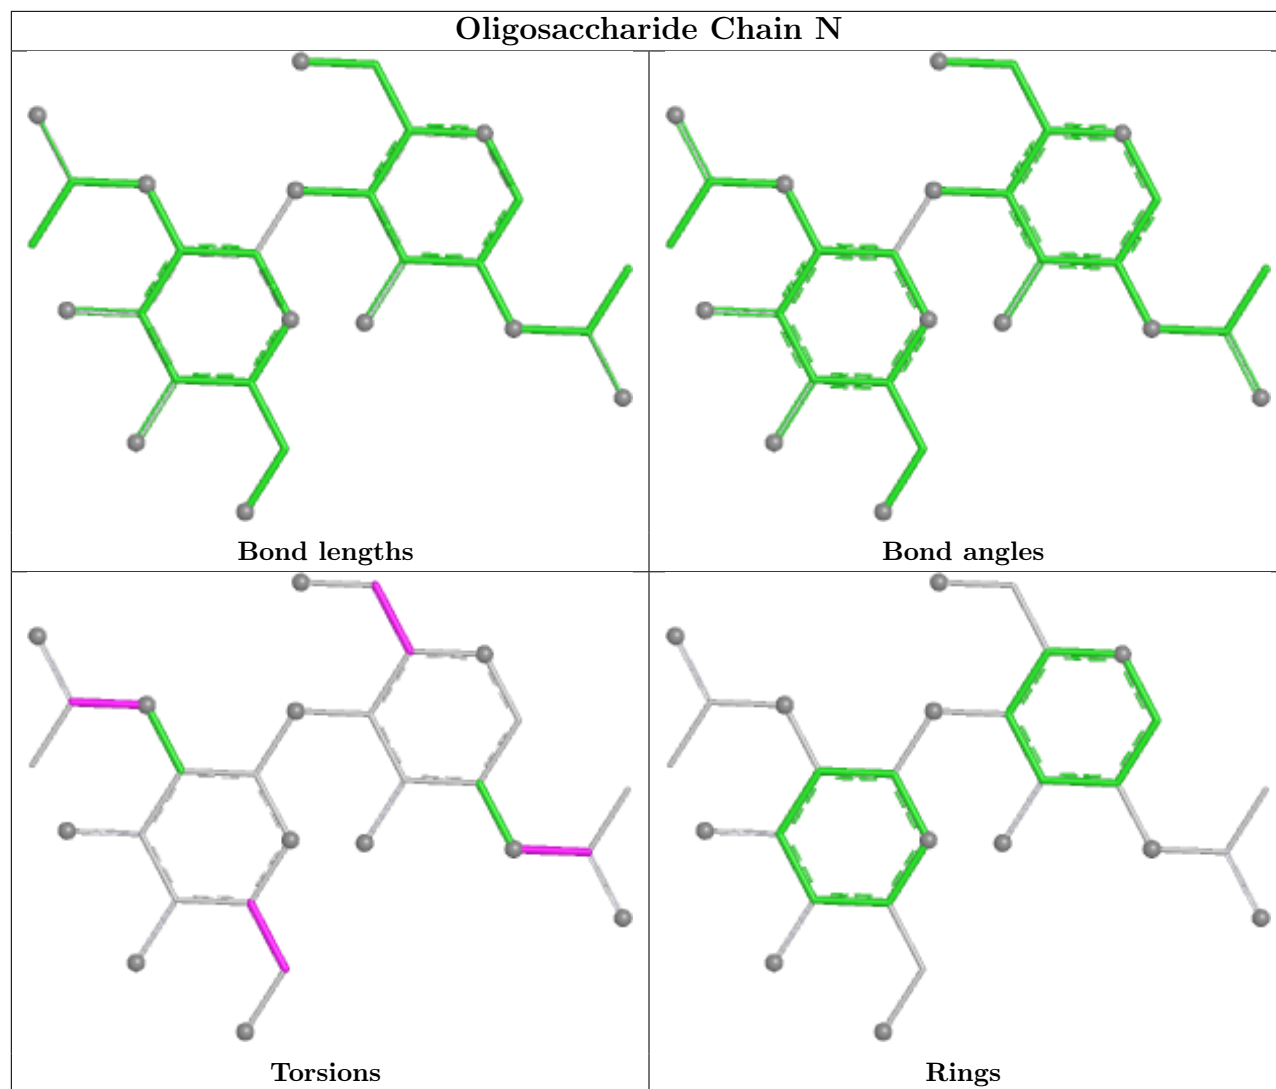 Oligosaccharide Chain N
Bond lengths
Bond angles
Torsions
Rings